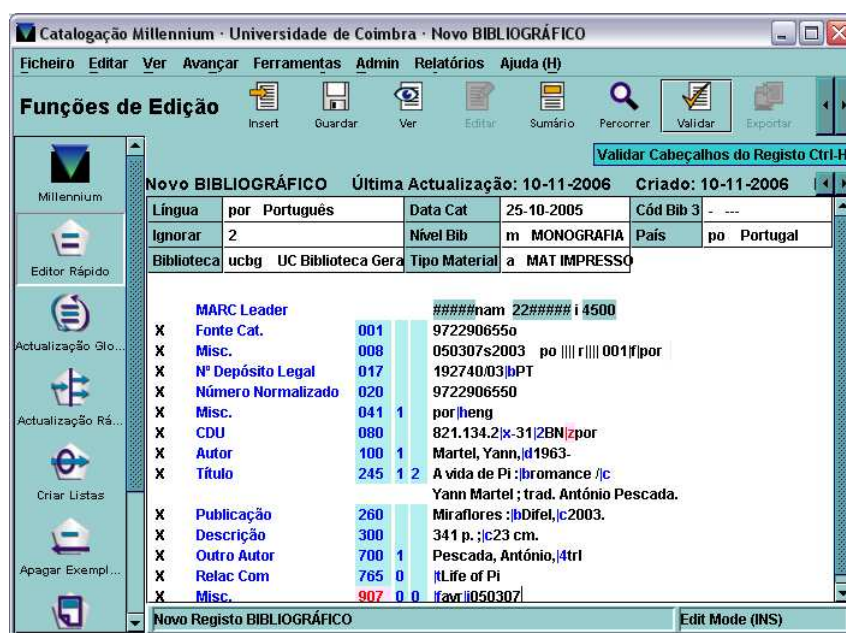 Catalogação Millennium · Universidade de Coimbra · Novo BIBLIOGRÁFICO
Ficheiro Editar Ver Avançar Ferramentas Admin Relatórios Ajuda (H)
Funções de Edição
Insert Guardar Ver Editar Sumário Percorrer Validar Exportar
Validar Cabeçalhos do Registo Ctrl-H
Millennium
Editor Rápido
Actualização Glo...
Actualização Rá...
Criar Listas
Apagar Exempl...
Novo BIBLIOGRÁFICO Última Actualização: 10-11-2006 Criado: 10-11-2006
Língua por Português Data Cat 25-10-2005 Cód Bib 3 - ---
Ignorar 2 Nível Bib m MONOGRAFIA País po Portugal
Biblioteca ucbg UC Biblioteca Gera Tipo Material a MAT IMPRESSO
MARC Leader #####nam 22##### i 4500
X Fonte Cat. 001 972290655o
X Misc. 008 050307s2003 po |||| r|||| 001|f|por
X Nº Depósito Legal 017 192740/03|bPT
X Número Normalizado 020 9722906550
X Misc. 041 1 por|heng
X CDU 080 821.134.2|x-31|2BN|zpor
X Autor 100 1 Martel, Yann,|d1963-
X Título 245 1 2 A vida de Pi :|bromance /|c
Yann Martel ; trad. António Pescada.
X Publicação 260 Miraflores :|bDifel,|c2003.
X Descrição 300 341 p. ;|c23 cm.
X Outro Autor 700 1 Pescada, António,|4trl
X Relac Com 765 0 |tLife of Pi
X Misc. 907 0 0 |favr|i050307
Novo Registo BIBLIOGRÁFICO Edit Mode (INS)